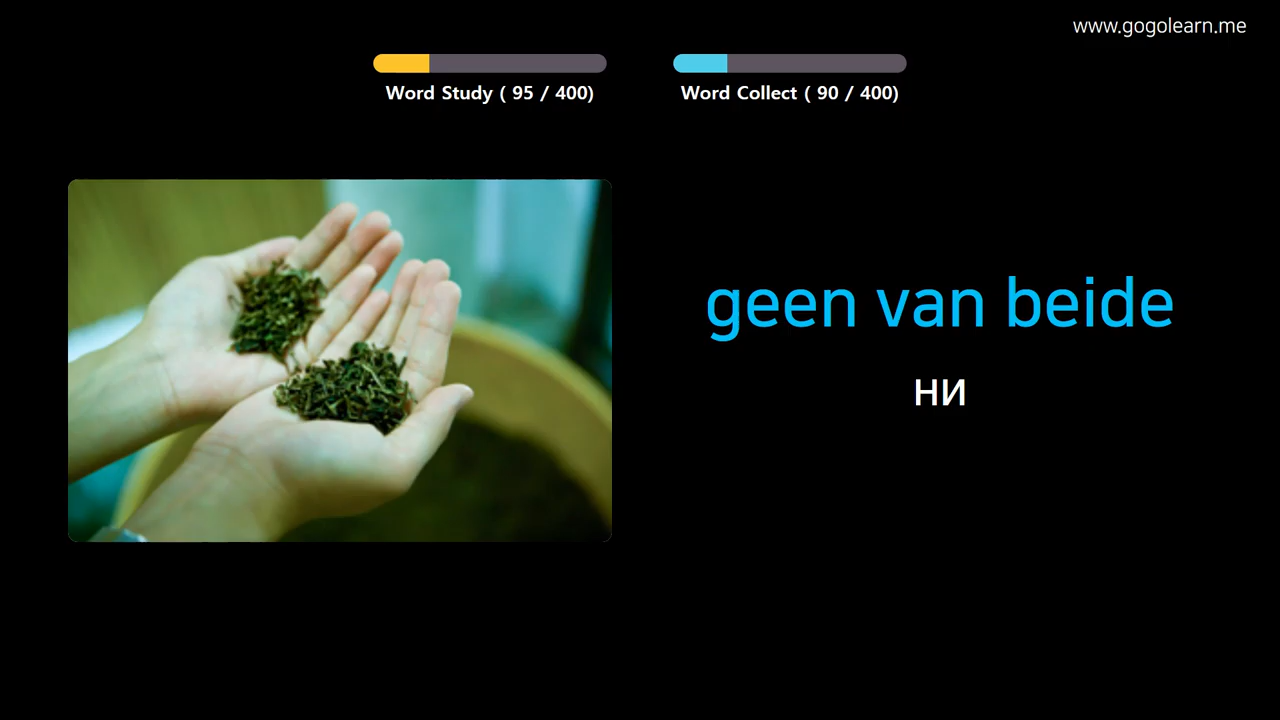 www.gogolearn.me
Word Study ( 95 / 400)
Word Collect ( 90 / 400)
geen van beide
ни